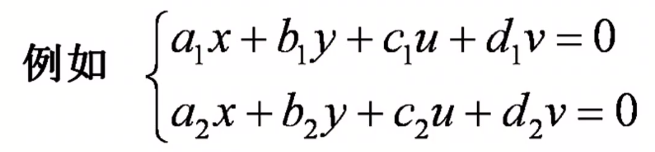 例如 { a₁x + b₁y + c₁u + d₁v = 0
a₂x + b₂y + c₂u + d₂v = 0